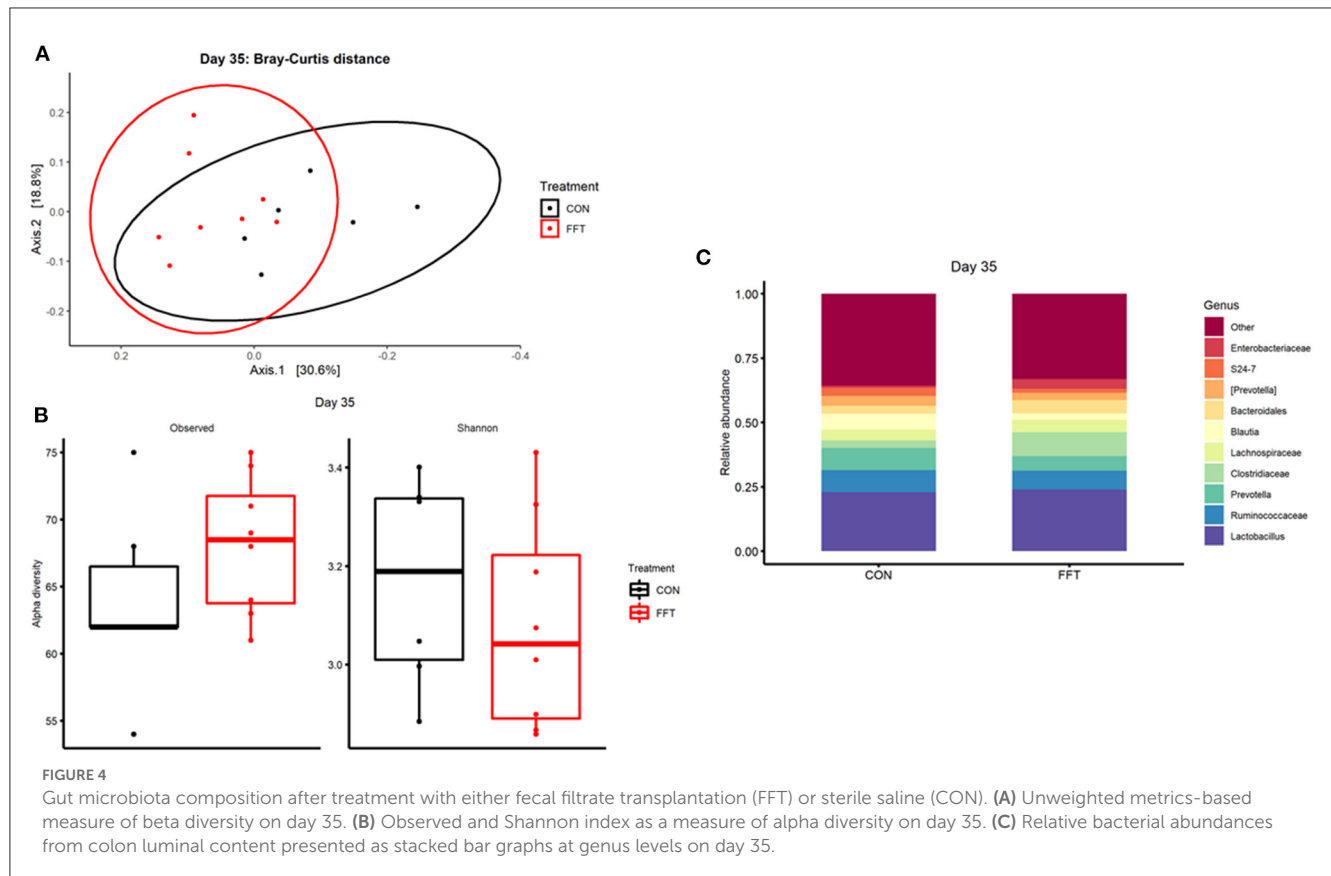 A
Day 35: Bray-Curtis distance
0.2
0.1
0.0
-0.1
-0.2
Axis.2 [18.8%]
0.2
0.0
-0.2
-0.4
Axis.1 [30.6%]
Treatment
CON
FFT
B
Day 35
Observed
Shannon
75
70
65
60
55
Alpha diversity
3.4
3.2
3.0
Treatment
CON
FFT
C
Day 35
1.00
0.75
0.50
0.25
0.00
Relative abundance
CON
FFT
Genus
Other
Enterobacteriaceae
S24-7
[Prevotella]
Bacteroidales
Blautia
Lachnospiraceae
Clostridiaceae
Prevotella
Ruminococcaceae
Lactobacillus
FIGURE 4
Gut microbiota composition after treatment with either fecal filtrate transplantation (FFT) or sterile saline (CON). (A) Unweighted metrics-based
measure of beta diversity on day 35. (B) Observed and Shannon index as a measure of alpha diversity on day 35. (C) Relative bacterial abundances
from colon luminal content presented as stacked bar graphs at genus levels on day 35.